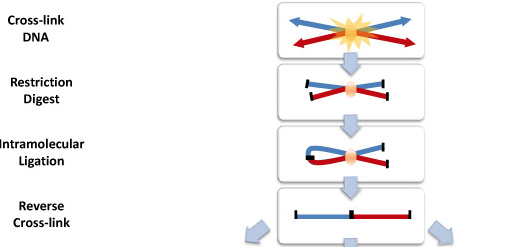 Cross-link
DNA
Restriction
Digest
Intramolecular
Ligation
Reverse
Cross-link